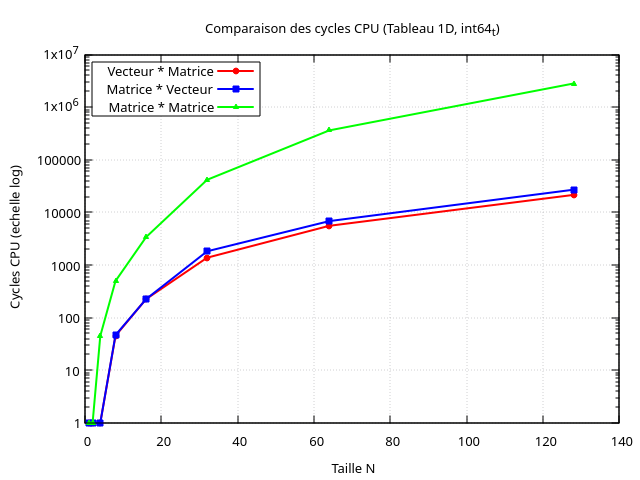 Comparaison des cycles CPU (Tableau 1D, int64t)
Cycles CPU (echelle log)
1x10^7
1x10^6
100000
10000
1000
100
10
1
Vecteur * Matrice
Matrice * Vecteur
Matrice * Matrice
0 20 40 60 80 100 120 140
Taille N